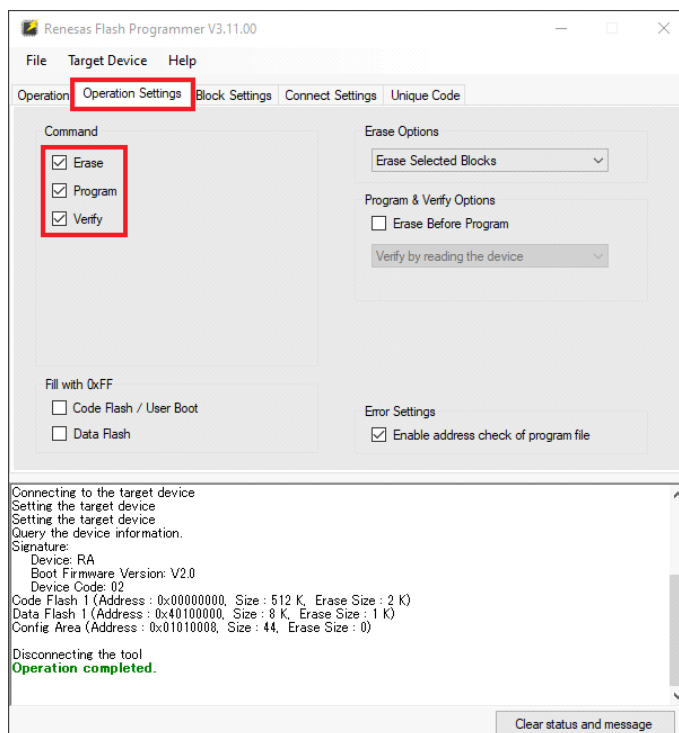 Renesas Flash Programmer V3.11.00
File Target Device Help
Operation Operation Settings Block Settings Connect Settings Unique Code
Command
Erase
Program
Verify
Erase Options
Erase Selected Blocks
Program & Verify Options
Erase Before Program
Verify by reading the device
Fill with 0xFF
Code Flash / User Boot
Data Flash
Error Settings
Enable address check of program file
Connecting to the target device
Setting the target device
Setting the target device
Query the device information.
Signature:
Device: RA
Boot Firmware Version: V2.0
Device Code: 02
Code Flash 1 (Address : 0x00000000, Size : 512 K, Erase Size : 2 K)
Data Flash 1 (Address : 0x40100000, Size : 8 K, Erase Size : 1 K)
Config Area (Address : 0x01010008, Size : 44, Erase Size : 0)
Disconnecting the tool
Operation completed.
Clear status and message